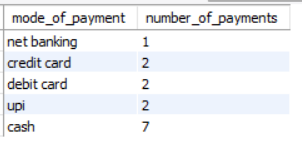 mode_of_payment number_of_payments
net banking 1
credit card 2
debit card 2
upi 2
cash 7